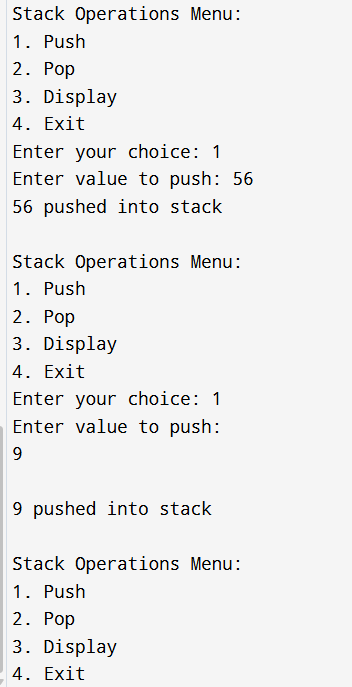 Stack Operations Menu:
1. Push
2. Pop
3. Display
4. Exit
Enter your choice: 1
Enter value to push: 56
56 pushed into stack
Stack Operations Menu:
1. Push
2. Pop
3. Display
4. Exit
Enter your choice: 1
Enter value to push:
9
9 pushed into stack
Stack Operations Menu:
1. Push
2. Pop
3. Display
4. Exit